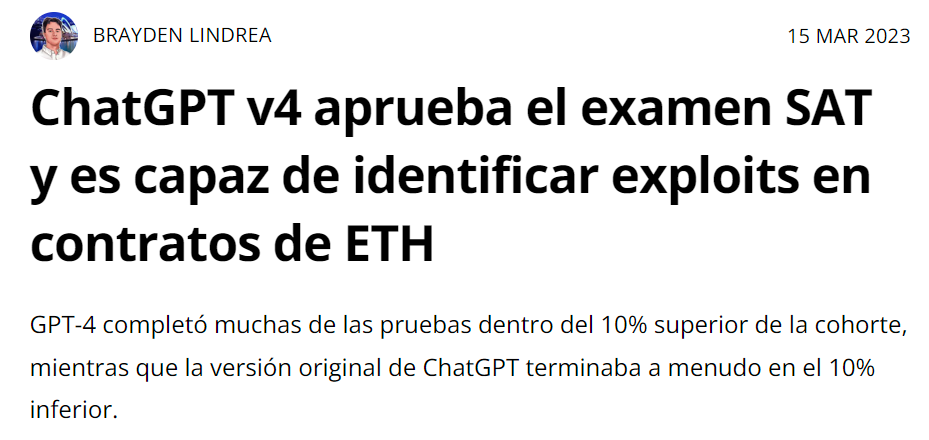 BRAYDEN LINDREA
15 MAR 2023
ChatGPT v4 aprueba el examen SAT
y es capaz de identificar exploits en
contratos de ETH
GPT-4 completó muchas de las pruebas dentro del 10% superior de la cohorte,
mientras que la versión original de ChatGPT terminaba a menudo en el 10%
inferior.